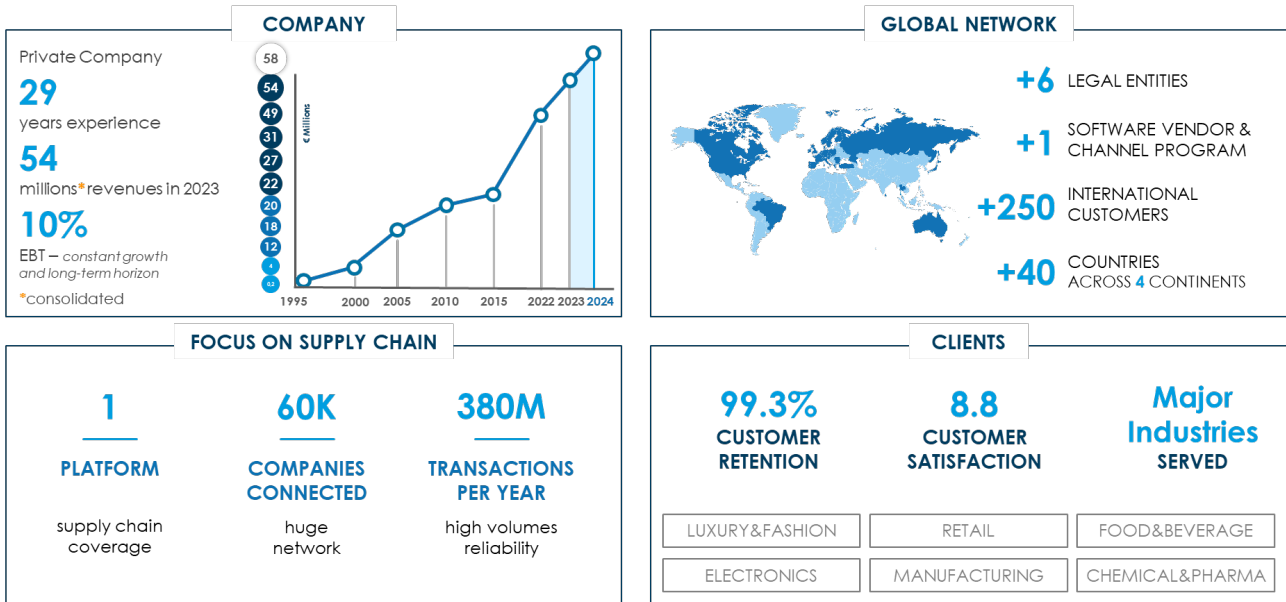 COMPANY
Private Company
29
years experience
54
millions*revenues in 2023
10%
EBT – constant growth
and long-term horizon
*consolidated
58
54
49
31
27
22
20
18
12
4
0,5
€ Millions
1995
2000
2005
2010
2015
2022
2023
2024
GLOBAL NETWORK
+6 LEGAL ENTITIES
+1 SOFTWARE VENDOR &
CHANNEL PROGRAM
+250 INTERNATIONAL
CUSTOMERS
+40 COUNTRIES
ACROSS 4 CONTINENTS
FOCUS ON SUPPLY CHAIN
1
PLATFORM
supply chain
coverage
60K
COMPANIES
CONNECTED
huge
network
380M
TRANSACTIONS
PER YEAR
high volumes
reliability
CLIENTS
99.3%
CUSTOMER
RETENTION
8.8
CUSTOMER
SATISFACTION
Major
Industries
SERVED
LUXURY&FASHION
RETAIL
FOOD&BEVERAGE
ELECTRONICS
MANUFACTURING
CHEMICAL&PHARMA